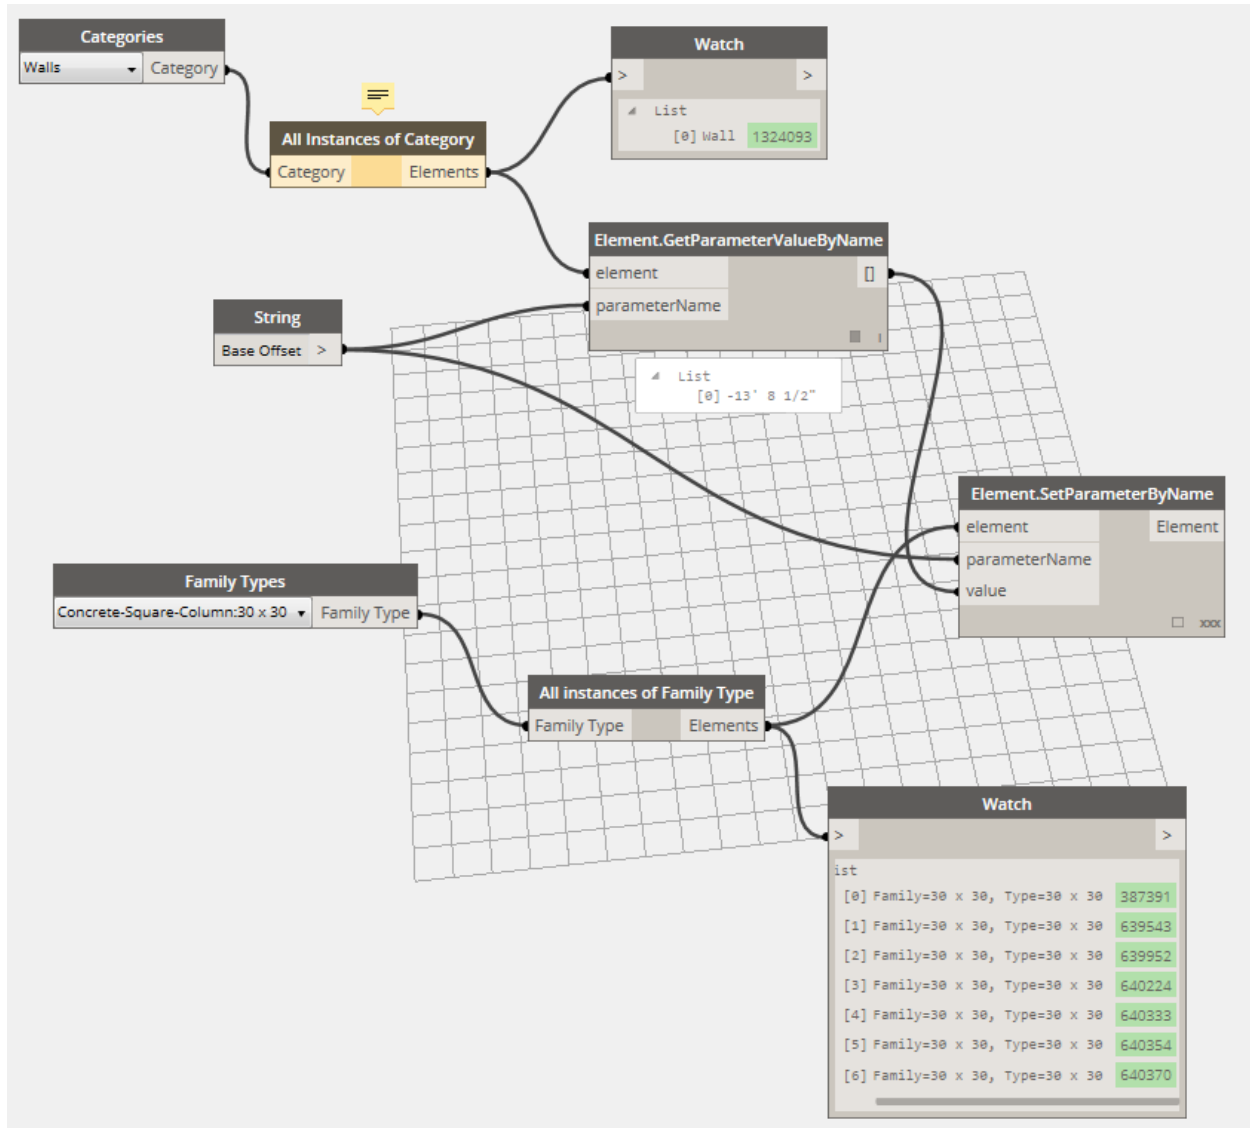 Categories
Walls Category
All Instances of Category
Category Elements
Watch
> >
List
[0] Wall 1324093
Element.GetParameterValueByName
element []
parameterName
l
List
[0] -13' 8 1/2"
String
Base Offset >
Element.SetParameterByName
element Element
parameterName
value
xxx
Family Types
Concrete-Square-Column:30 x 30 Family Type
All instances of Family Type
Family Type Elements
Watch
> >
ist
[0] Family=30 x 30, Type=30 x 30 387391
[1] Family=30 x 30, Type=30 x 30 639543
[2] Family=30 x 30, Type=30 x 30 639952
[3] Family=30 x 30, Type=30 x 30 640224
[4] Family=30 x 30, Type=30 x 30 640333
[5] Family=30 x 30, Type=30 x 30 640354
[6] Family=30 x 30, Type=30 x 30 640370